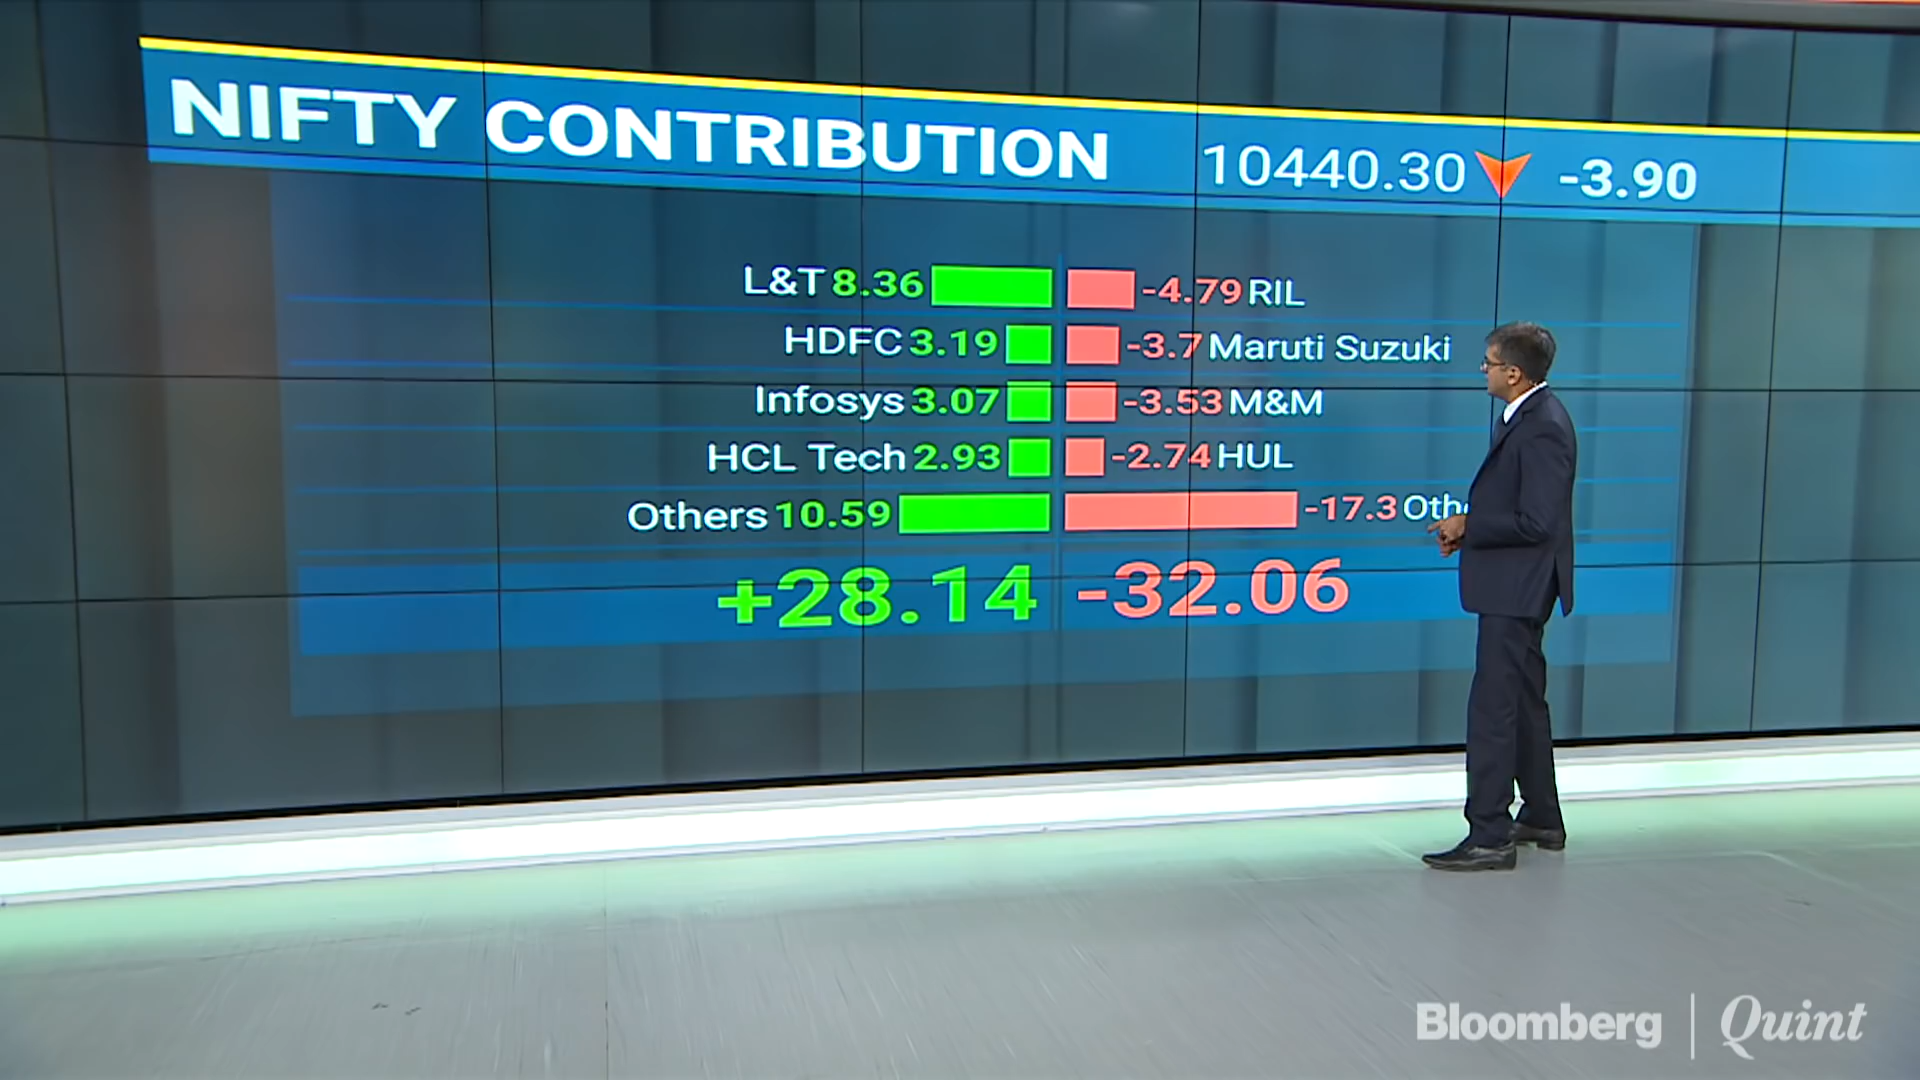 NIFTY CONTRIBUTION 10440.30 -3.90
L&T 8.36 -4.79 RIL
HDFC 3.19 -3.7 Maruti Suzuki
Infosys 3.07 -3.53 M&M
HCL Tech 2.93 -2.74 HUL
Others 10.59 -17.3
+28.14 -32.06
Bloomberg | Quint